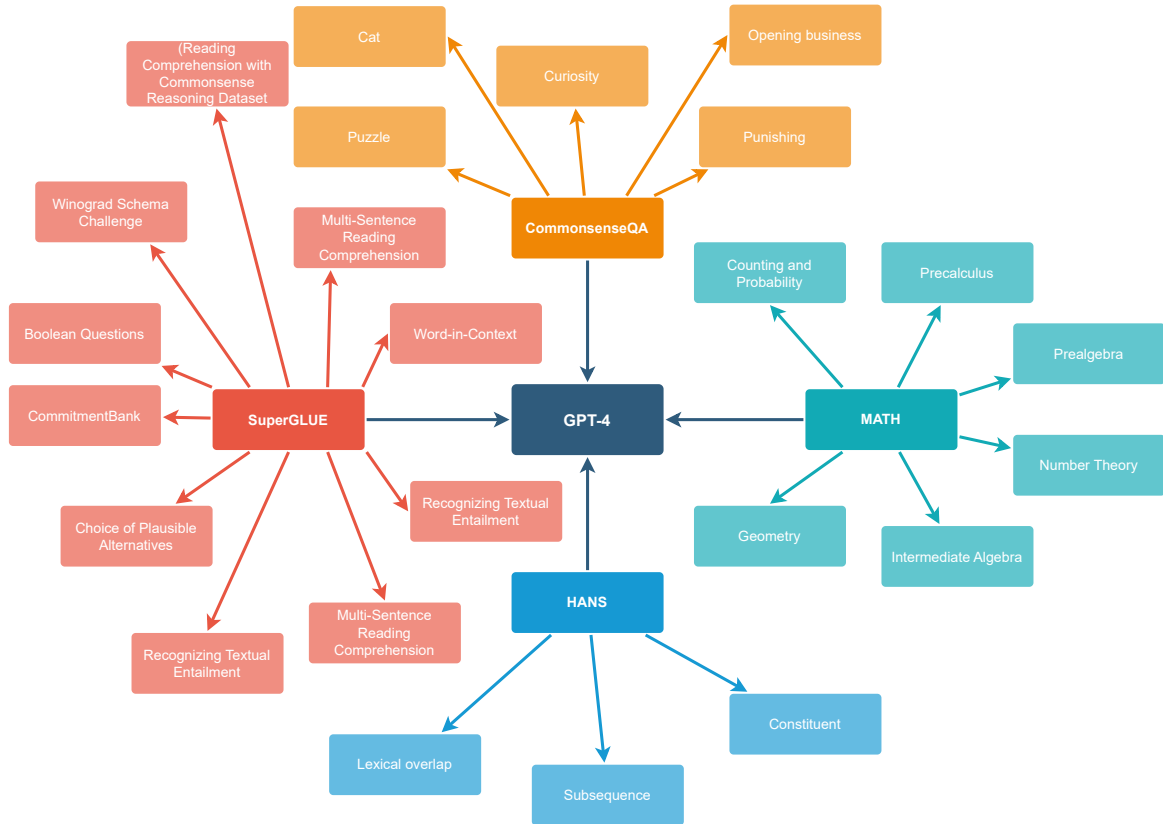 (Reading
Comprehension with
Commonsense
Reasoning Dataset
Cat
Curiosity
Opening business
Puzzle
Punishing
Winograd Schema
Challenge
Multi-Sentence
Reading
Comprehension
CommonsenseQA
Counting and
Probability
Precalculus
Boolean Questions
Word-in-Context
Prealgebra
CommitmentBank
SuperGLUE
GPT-4
MATH
Number Theory
Choice of Plausible
Alternatives
Recognizing Textual
Entailment
Geometry
Intermediate Algebra
HANS
Recognizing Textual
Entailment
Multi-Sentence
Reading
Comprehension
Constituent
Lexical overlap
Subsequence